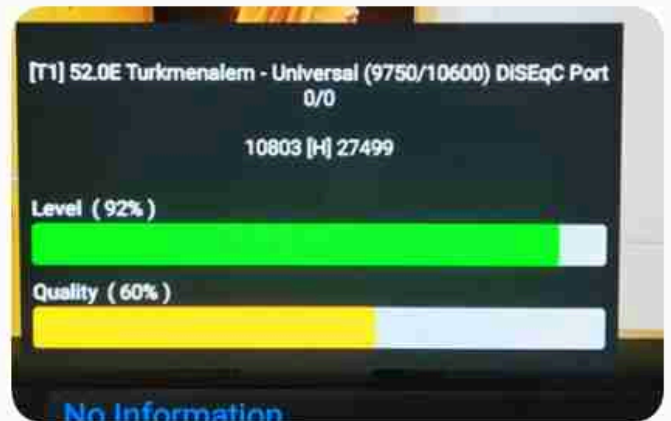 [T1] 52.0E Turkmenalem - Universal (9750/10600) DiSEqC Port
0/0
10803 [H] 27499
Level ( 92% )
Quality ( 60% )
No Information